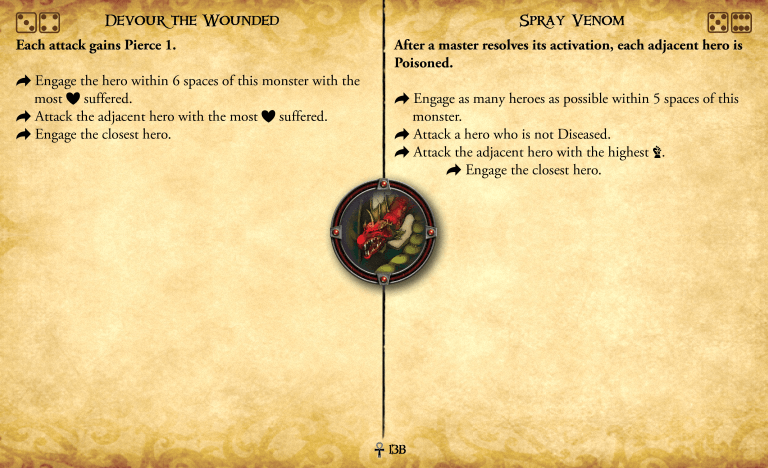 Devour the Wounded
Each attack gains Pierce 1.
Engage the hero within 6 spaces of this monster with the
most suffered.
Attack the adjacent hero with the most suffered.
Engage the closest hero.
Spray Venom
After a master resolves its activation, each adjacent hero is
Poisoned.
Engage as many heroes as possible within 5 spaces of this
monster.
Attack a hero who is not Diseased.
Attack the adjacent hero with the highest .
Engage the closest hero.
13B